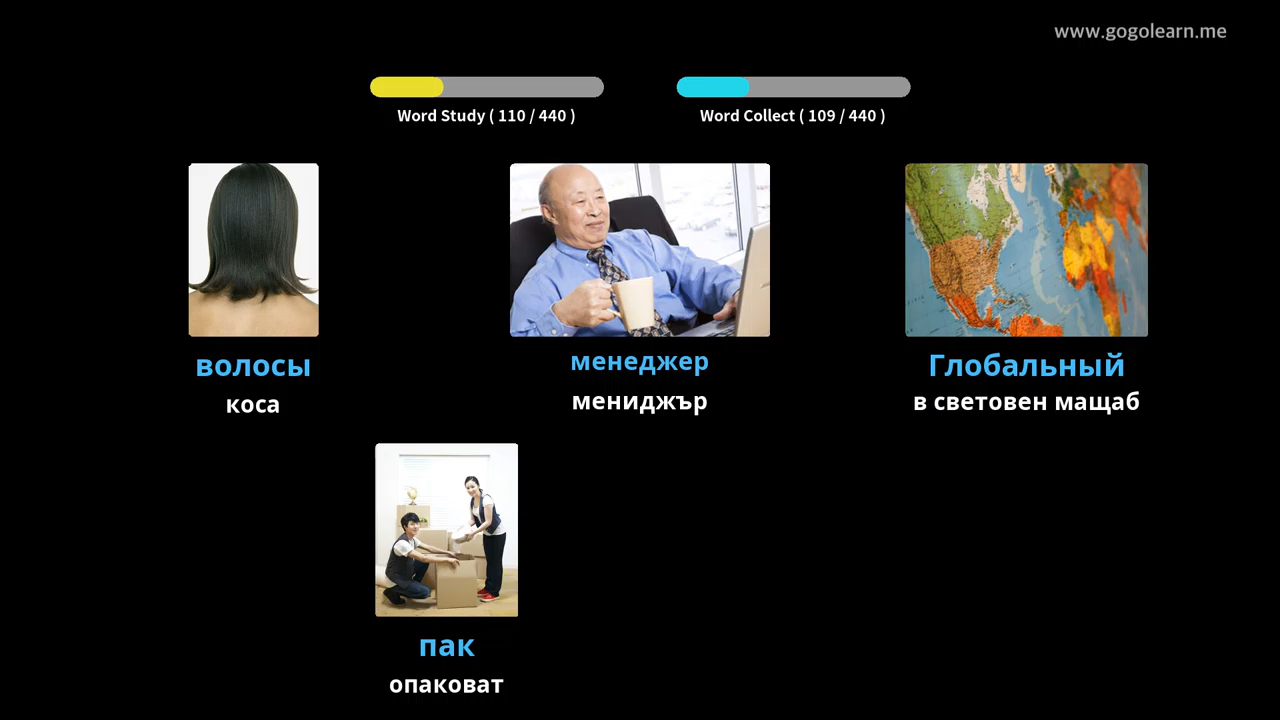 www.gogolearn.me
Word Study ( 110 / 440 )
Word Collect ( 109 / 440 )
волосы
коса
менеджер
мениджър
Глобальный
в световен мащаб
пак
опаковат